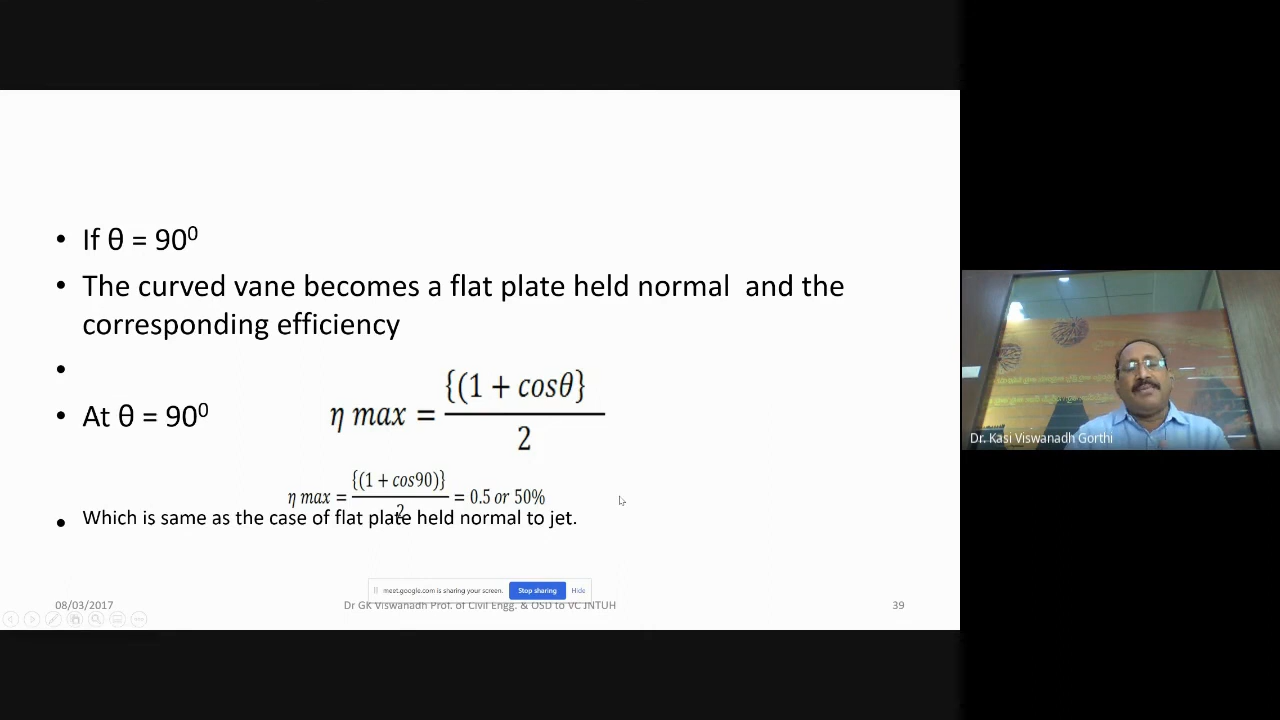 • If θ = 90⁰
• The curved vane becomes a flat plate held normal  and the
corresponding efficiency
•
• At θ = 90⁰
η max = {(1 + cosθ} / 2
η max = {(1 + cos90)} / 2 = 0.5 or 50%
• Which is same as the case of flat plate held normal to jet.
meet.google.com is sharing your screen. Stop sharing Hide
08/03/2017 Dr GK Viswanadh Prof. of Civil Engg. & OSD to VC JNTUH 39
Dr. Kasi Viswanadh Gorthi